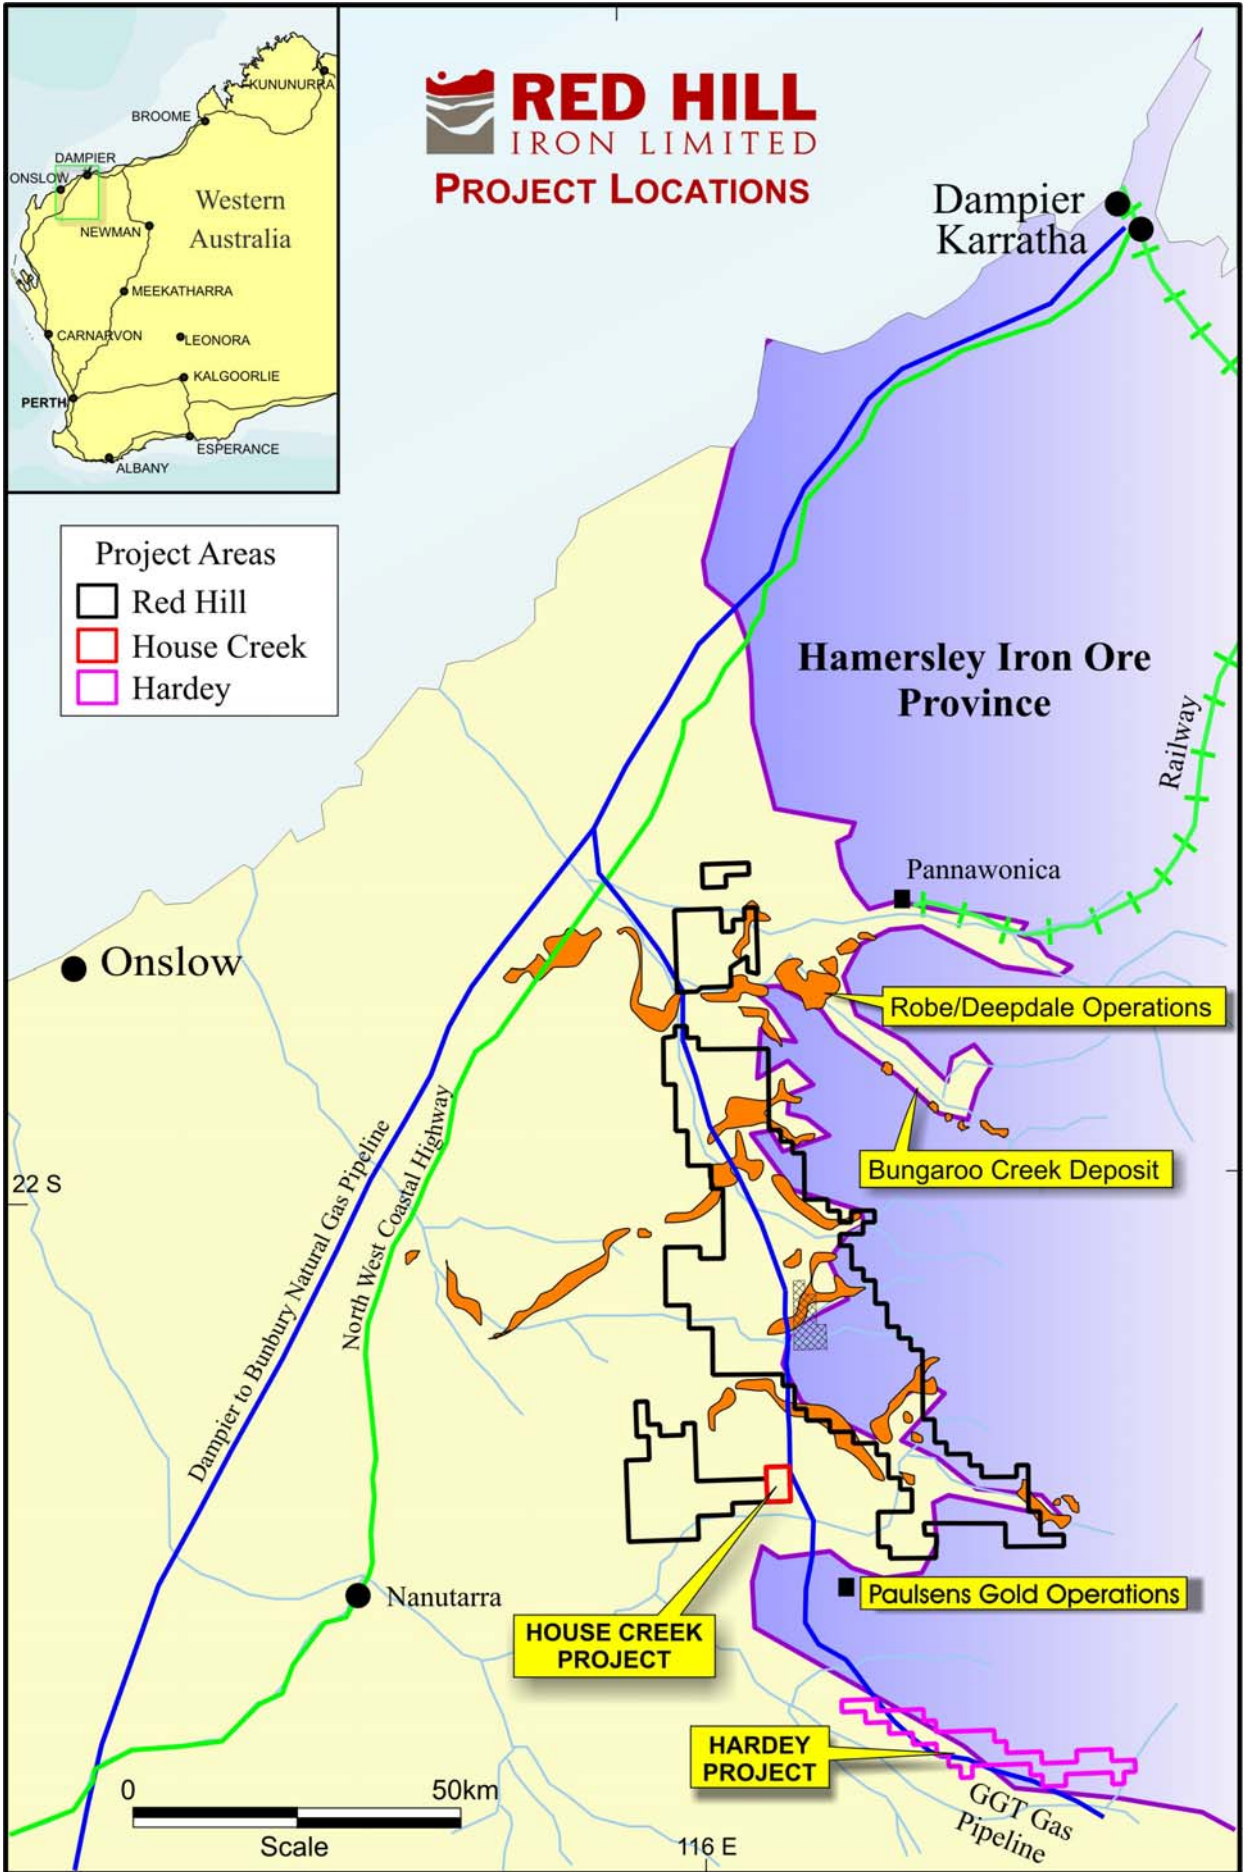 RED HILL
IRON LIMITED
PROJECT LOCATIONS
KUNUNURRA
BROOME
DAMPIER
ONSLOW
Western
Australia
NEWMAN
MEEKATHARRA
CARNARVON
LEONORA
KALGOORLIE
PERTH
ESPERANCE
ALBANY
Dampier
Karratha
Project Areas
Red Hill
House Creek
Hardey
Hamersley Iron Ore
Province
Railway
Pannawonica
Onslow
Robe/Deepdale Operations
Bungaroo Creek Deposit
22 S
Dampier to Bunbury Natural Gas Pipeline
North West Coastal Highway
Nanutarra
Paulsens Gold Operations
HOUSE CREEK
PROJECT
HARDEY
PROJECT
GGT Gas
Pipeline
0 50km
Scale
116 E